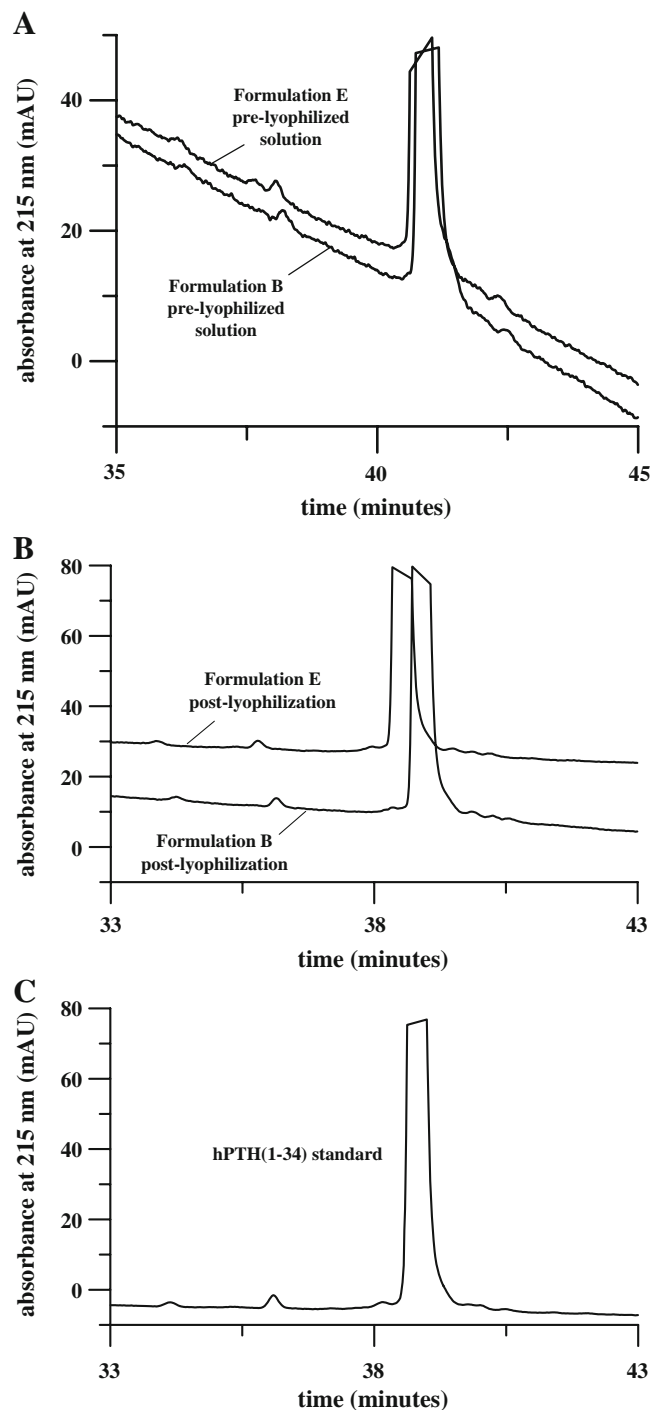 A
absorbance at 215 nm (mAU)
40
20
0
Formulation E
pre-lyophilized
solution
Formulation B
pre-lyophilized
solution
35
40
45
time (minutes)
B
absorbance at 215 nm (mAU)
80
60
40
20
0
Formulation E
post-lyophilization
Formulation B
post-lyophilization
33
38
43
time (minutes)
C
absorbance at 215 nm (mAU)
80
60
40
20
0
hPTH(1-34) standard
33
38
43
time (minutes)